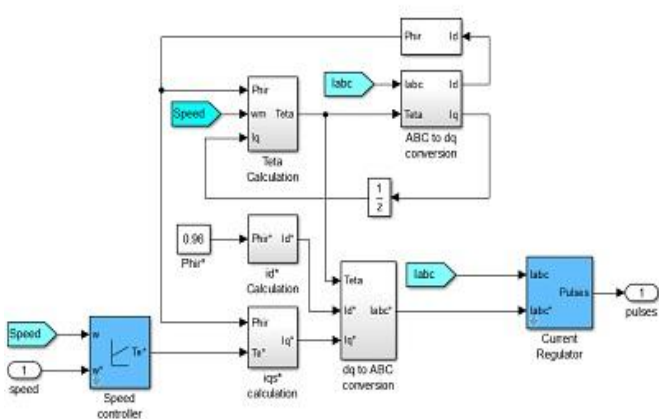 Phir Id
Iabc
Iabc Id
Teta Iq
ABC to dq
conversion
Phir
Speed
wm Teta
Iq
Teta
Calculation
1
z
0.96
Phir*
Phir* Id*
id*
Calculation
Teta
Id* Iabc*
Iq*
dq to ABC
conversion
Iabc
Iabc
Pulses
Iabc*
Current
Regulator
1
pulses
Phir
Iq*
Te*
iqs*
calculation
Speed
w
Te*
w*
1
speed
Speed
controller